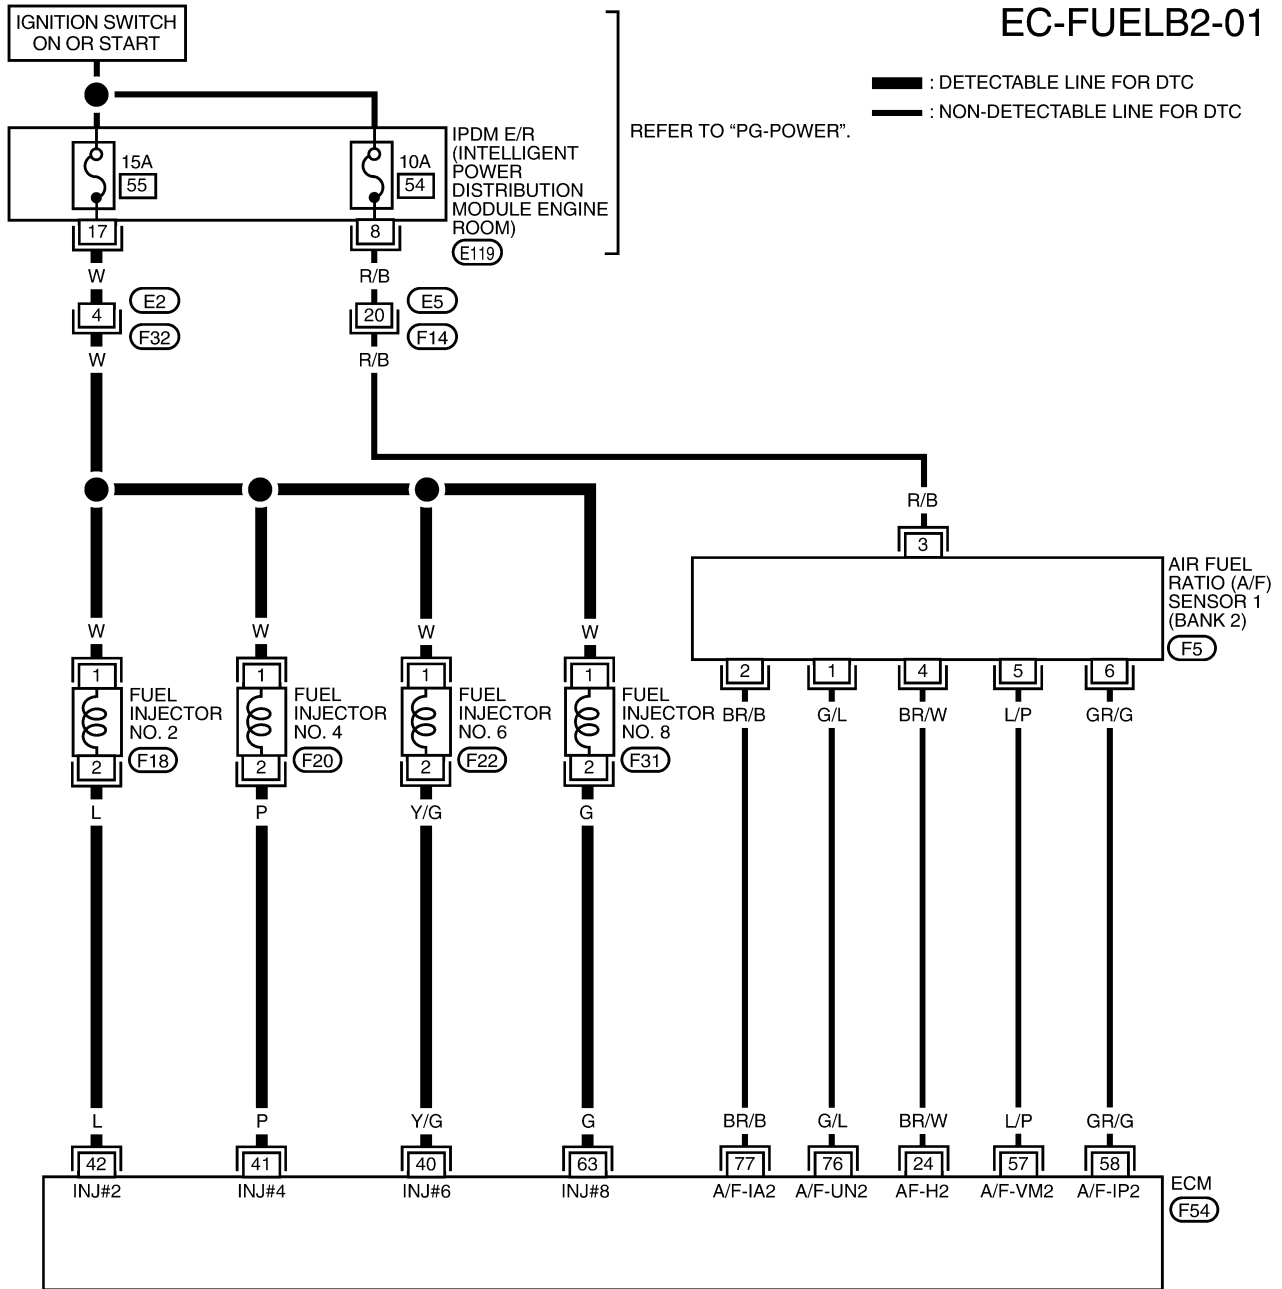 EC-FUELB2-01
IGNITION SWITCH
ON OR START
: DETECTABLE LINE FOR DTC
: NON-DETECTABLE LINE FOR DTC
REFER TO “PG-POWER”.
15A
55
10A
54
IPDM E/R
(INTELLIGENT
POWER
DISTRIBUTION
MODULE ENGINE
ROOM)
E119
17
8
W
R/B
4
E2
F32
20
E5
F14
W
R/B
R/B
3
AIR FUEL
RATIO (A/F)
SENSOR 1
(BANK 2)
F5
W
W
W
W
1
FUEL
INJECTOR
NO. 2
F18
2
1
FUEL
INJECTOR
NO. 4
F20
2
1
FUEL
INJECTOR
NO. 6
F22
2
1
FUEL
INJECTOR
NO. 8
F31
2
2
1
4
5
6
BR/B
G/L
BR/W
L/P
GR/G
L
P
Y/G
G
L
P
Y/G
G
BR/B
G/L
BR/W
L/P
GR/G
42
41
40
63
77
76
24
57
58
INJ#2
INJ#4
INJ#6
INJ#8
A/F-IA2
A/F-UN2
AF-H2
A/F-VM2
A/F-IP2
ECM
F54